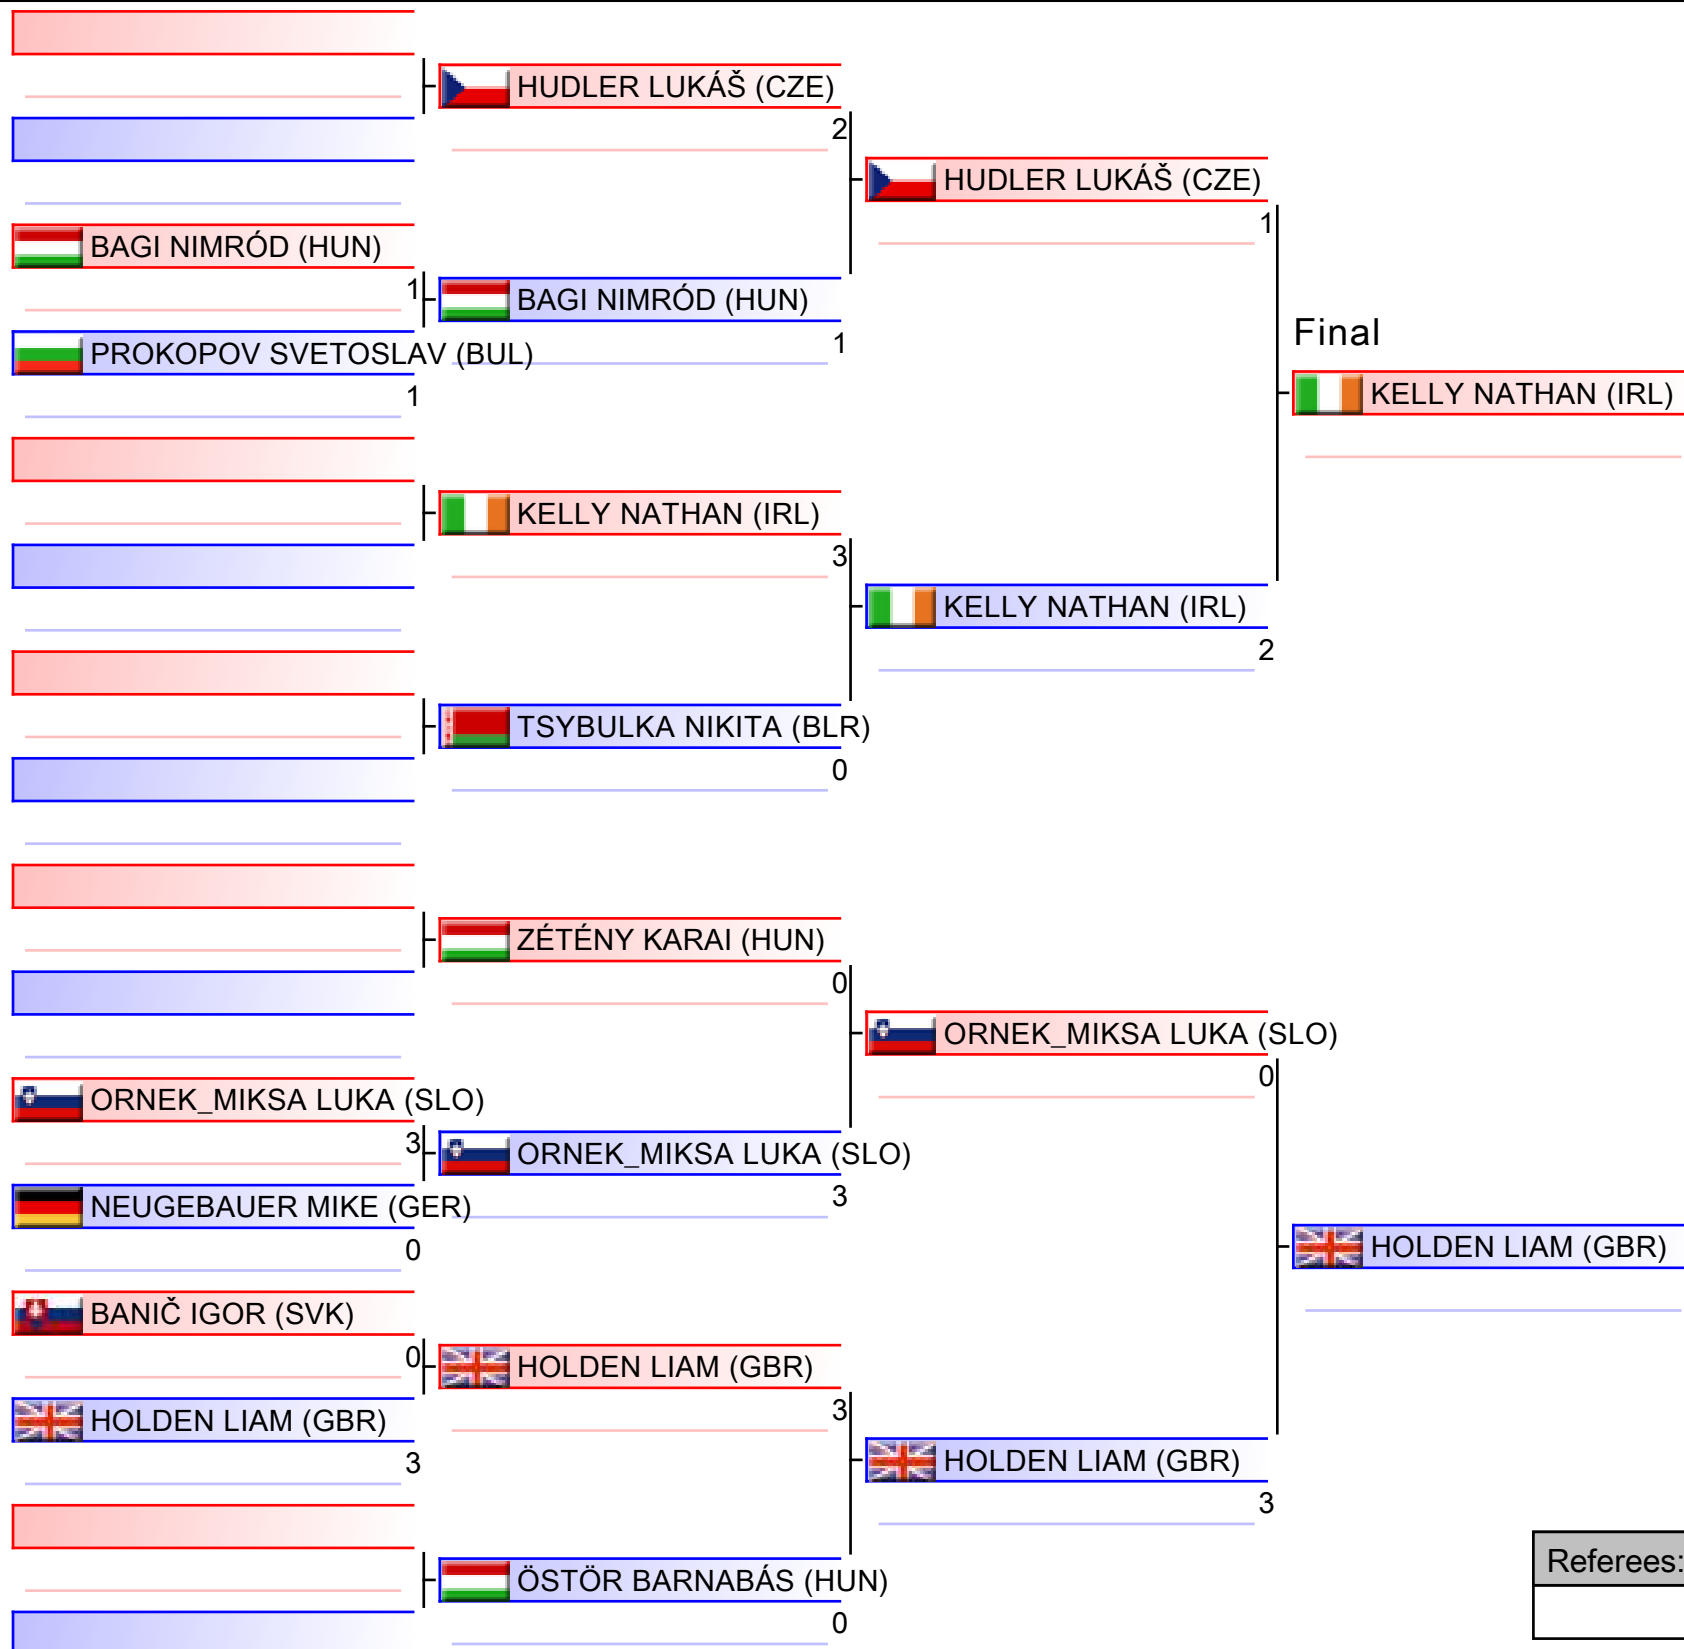 HUDLER LUKÁŠ (CZE)
2
HUDLER LUKÁŠ (CZE)
1
BAGI NIMRÓD (HUN)
1
BAGI NIMRÓD (HUN)
1
PROKOPOV SVETOSLAV (BUL)
1
Final
KELLY NATHAN (IRL)
KELLY NATHAN (IRL)
3
KELLY NATHAN (IRL)
2
TSYBULKA NIKITA (BLR)
0
ZÉTÉNY KARAI (HUN)
0
ORNEK_MIKSA LUKA (SLO)
0
ORNEK_MIKSA LUKA (SLO)
3
ORNEK_MIKSA LUKA (SLO)
3
NEUGEBAUER MIKE (GER)
0
HOLDEN LIAM (GBR)
BANIČ IGOR (SVK)
0
HOLDEN LIAM (GBR)
3
HOLDEN LIAM (GBR)
3
HOLDEN LIAM (GBR)
3
ÖSTÖR BARNABÁS (HUN)
0
Referees: